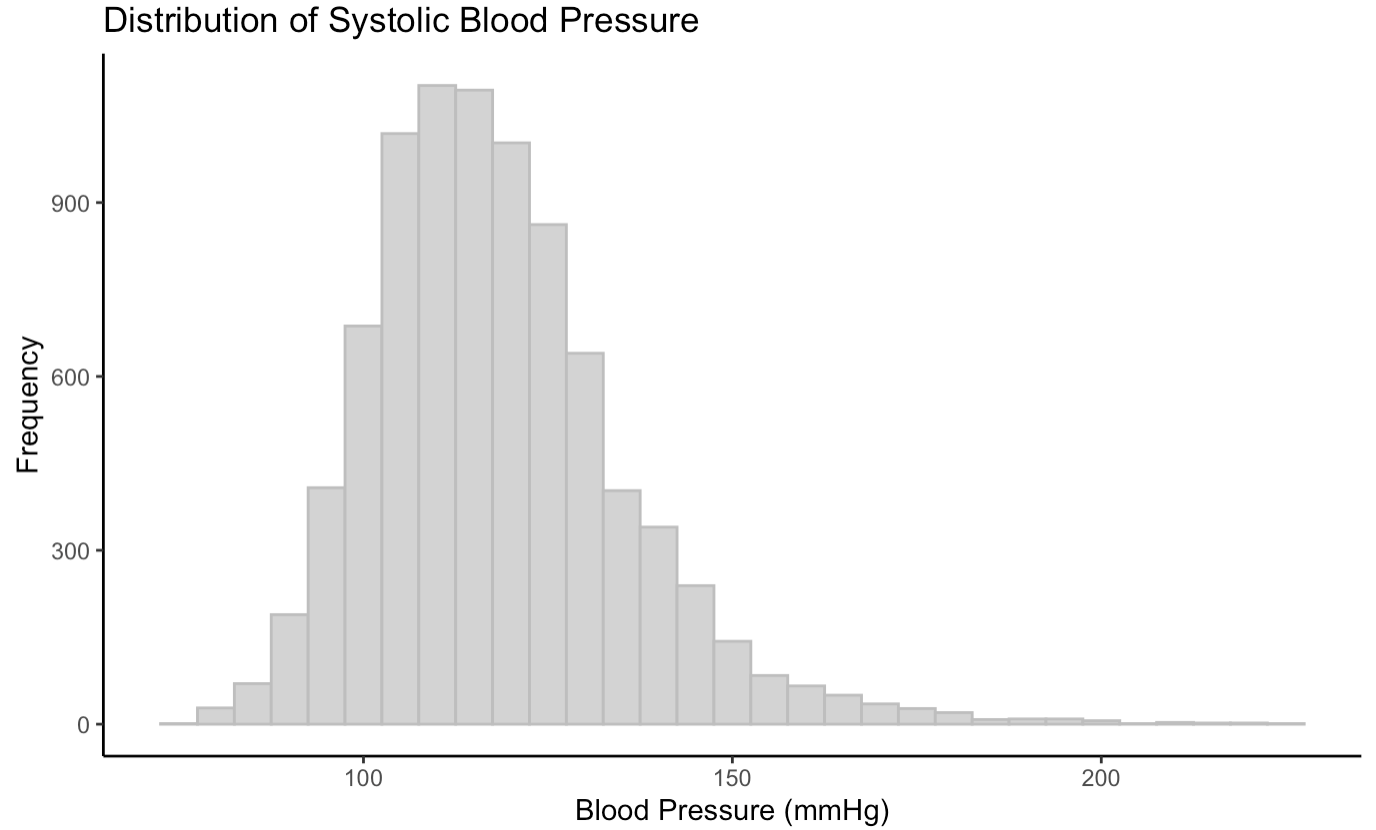 Distribution of Systolic Blood Pressure
900
600
300
0
Frequency
100 150 200
Blood Pressure (mmHg)